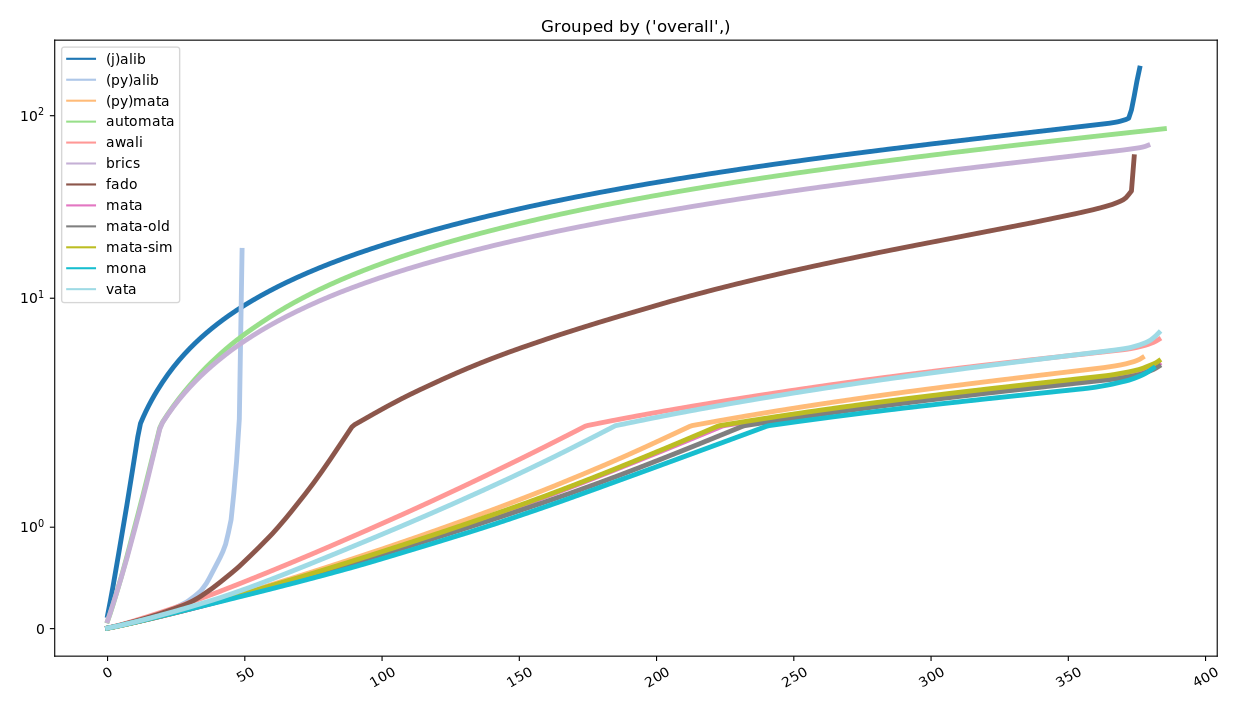 Grouped by ('overall',)
(j)alib
(py)alib
(py)mata
automata
awali
brics
fado
mata
mata-old
mata-sim
mona
vata
10²
10¹
10⁰
0
0
50
100
150
200
250
300
350
400